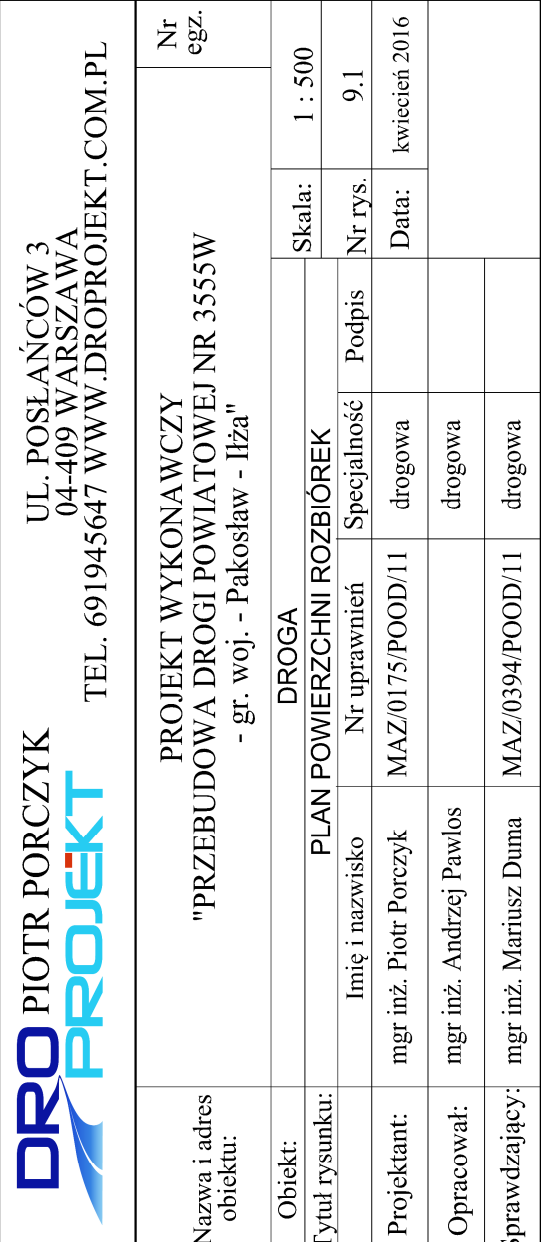 DRO PIOTR PORCZYK
PROJEKT
UL. POSŁAŃCÓW 3
04-409 WARSZAWA
TEL. 691945647 WWW.DROPROJEKT.COM.PL
Nazwa i adres
obiektu:
PROJEKT WYKONAWCZY
"PRZEBUDOWA DROGI POWIATOWEJ NR 3555W
- gr. woj. - Pakosław - Iłża"
Nr
egz.
Obiekt: DROGA Skala: 1 : 500
Tytuł rysunku: PLAN POWIERZCHNI ROZBIÓREK
Imię i nazwisko Nr uprawnień Specjalność Podpis Nr rys. 9.1
Projektant: mgr inż. Piotr Porczyk MAZ/0175/POOD/11 drogowa Data: kwiecień 2016
Opracował: mgr inż. Andrzej Pawlos drogowa
Sprawdzający: mgr inż. Mariusz Duma MAZ/0394/POOD/11 drogowa